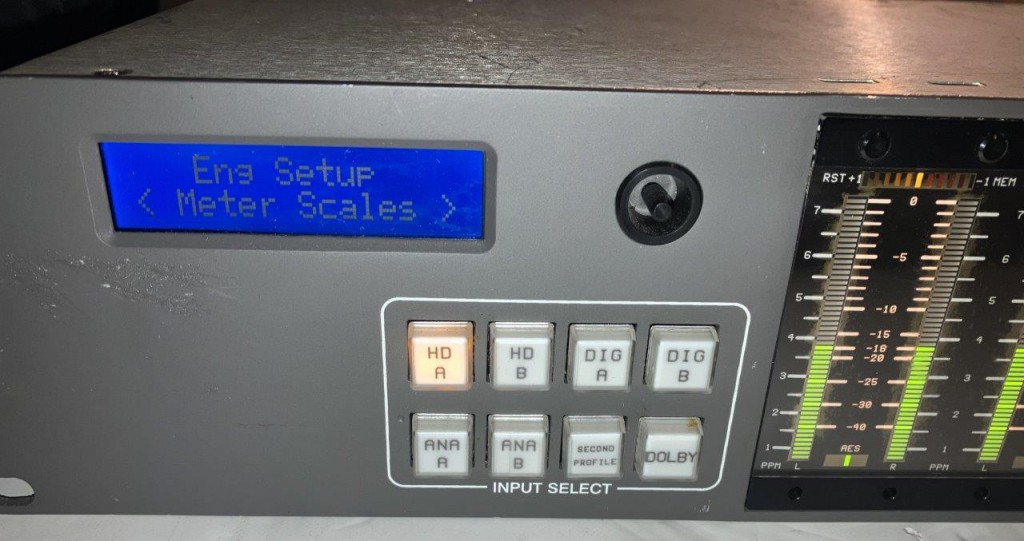 Eng Setup
< Meter Scales >
RST +1 -1 MEM
HD A
HD B
DIG A
DIG B
ANA A
ANA B
SECOND PROFILE
DOLBY
INPUT SELECT
7
6
5
4
3
2
1
0
-5
-10
-15
-18
-20
-25
-30
-40
AES
7
6
5
4
3
2
1
PPM L R PPM L